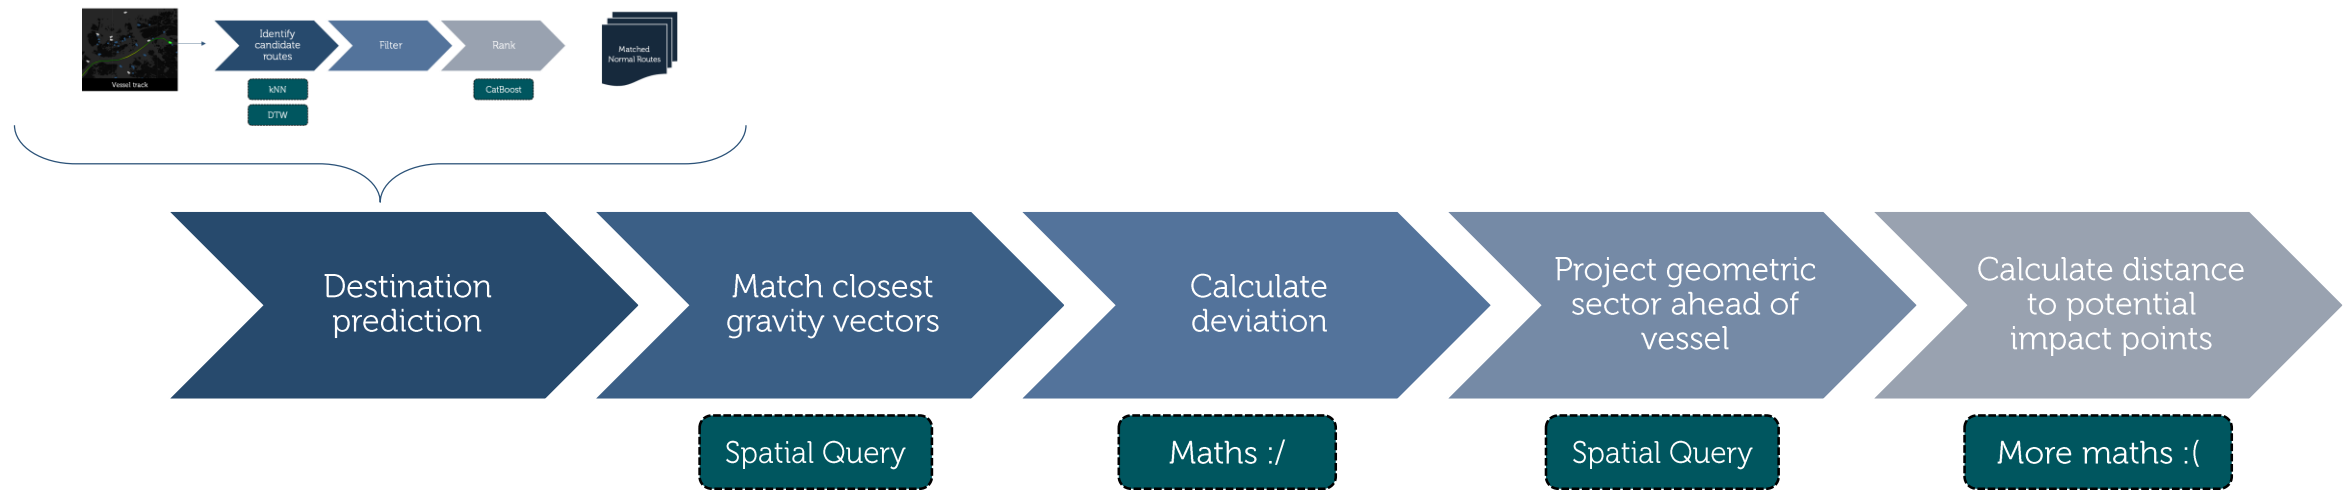 Vessel track
Identify
candidate
routes
Filter
Rank
Matched
Normal Routes
kNN
DTW
CatBoost
Destination
prediction
Match closest
gravity vectors
Calculate
deviation
Project geometric
sector ahead of
vessel
Calculate distance
to potential
impact points
Spatial Query
Maths :/
Spatial Query
More maths :(